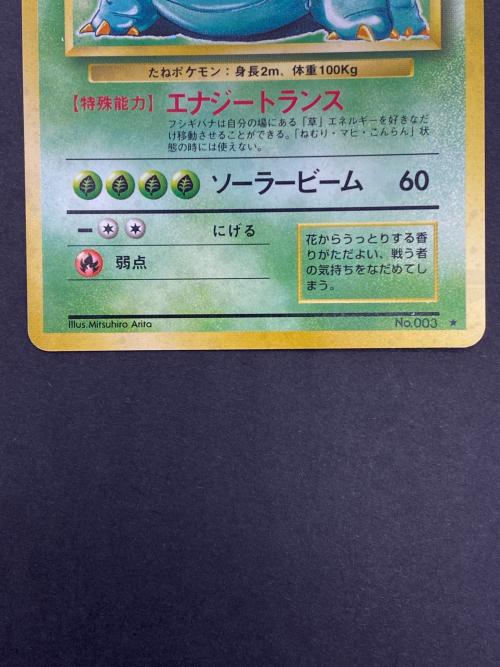 たねポケモン：身長2m、体重100Kg
【特殊能力】 エナジートランス
フシギバナは自分の場にある「草」エネルギーを好きなだ
け移動させることができる。「ねむり・マヒ・こんらん」状
態の時には使えない。
ソーラービーム 60
にげる
弱点
花からうっとりする香
りがただよい、戦う者
の気持ちをなだめてし
まう。
Illus.Mitsuhiro Arita
No.003 ★